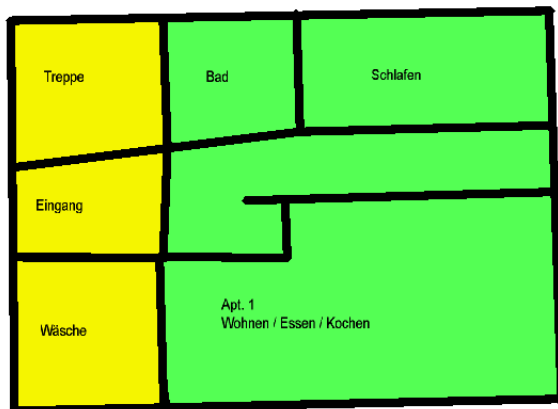 Treppe
Bad
Schlafen
Eingang
Wäsche
Apt. 1
Wohnen / Essen / Kochen